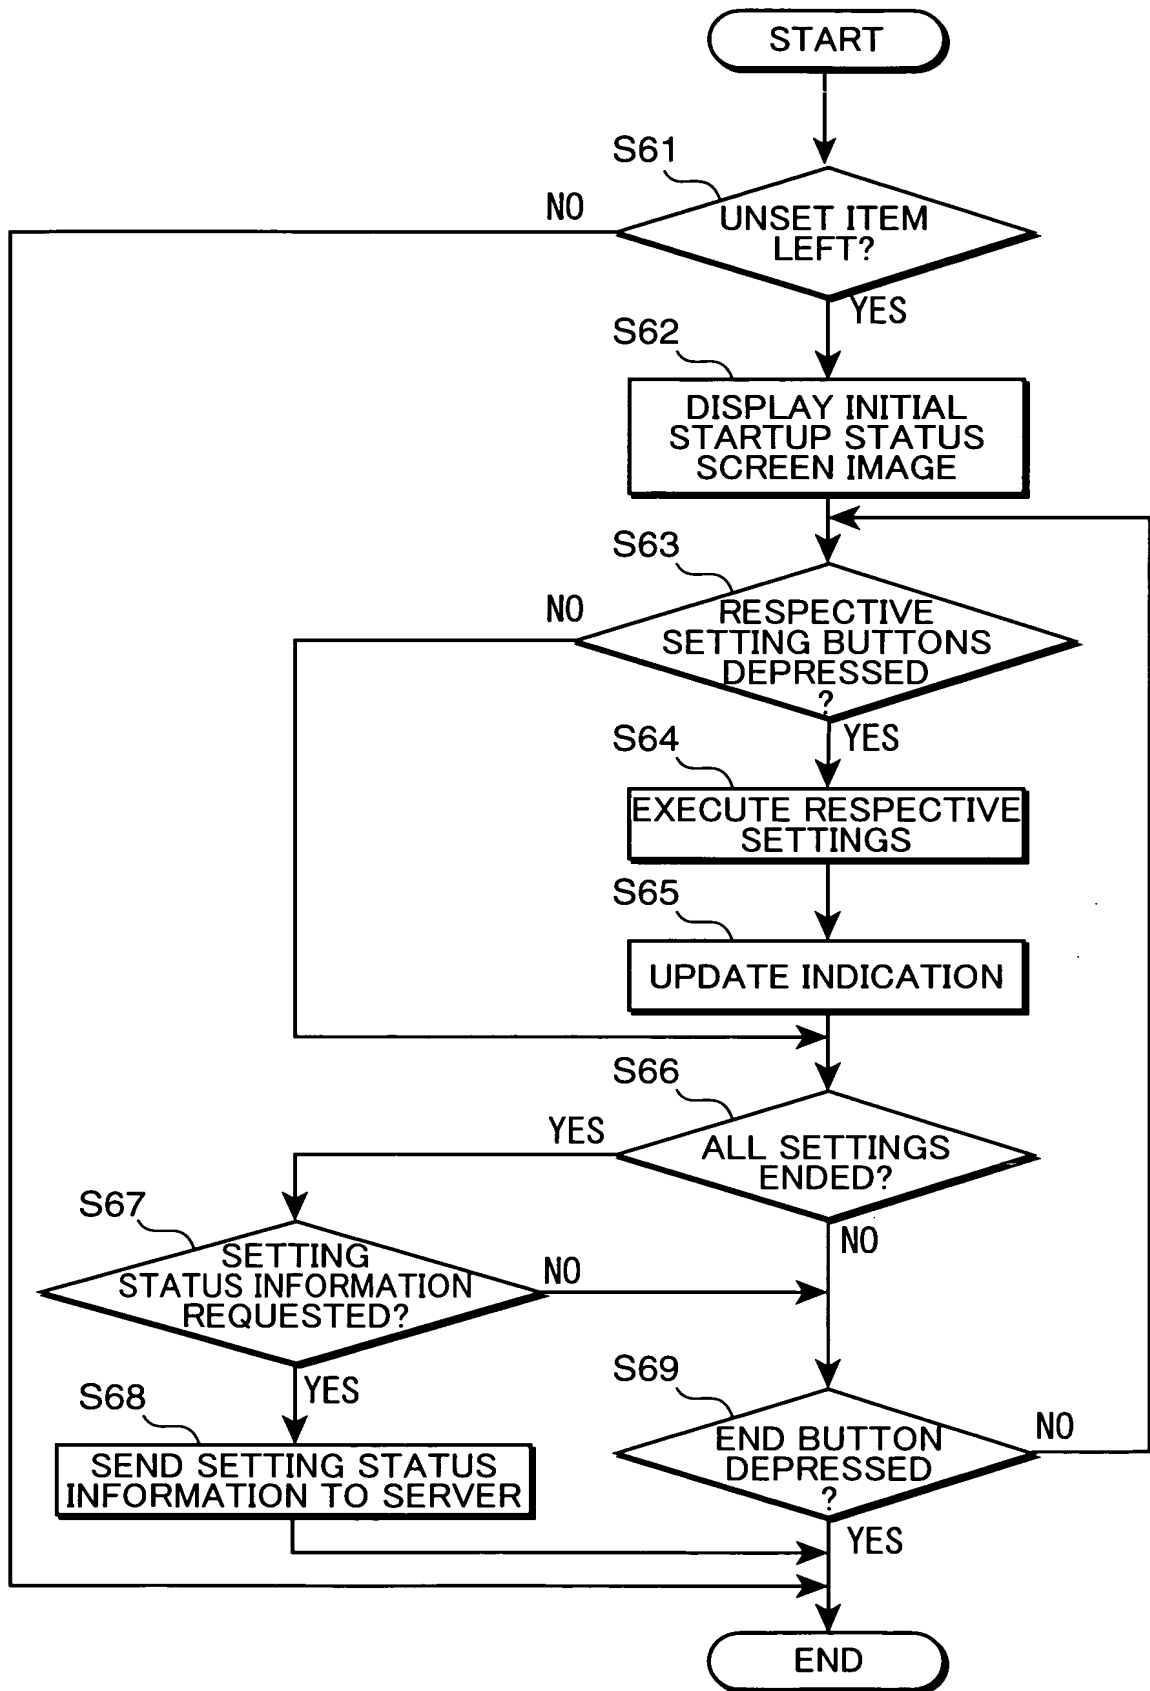 START
S61
NO
UNSET ITEM
LEFT?
YES
S62
DISPLAY INITIAL
STARTUP STATUS
SCREEN IMAGE
S63
NO
RESPECTIVE
SETTING BUTTONS
DEPRESSED
?
YES
S64
EXECUTE RESPECTIVE
SETTINGS
S65
UPDATE INDICATION
S66
YES
ALL SETTINGS
ENDED?
NO
S67
SETTING
STATUS INFORMATION
REQUESTED?
NO
YES
S68
SEND SETTING STATUS
INFORMATION TO SERVER
S69
END BUTTON
DEPRESSED
?
NO
YES
END